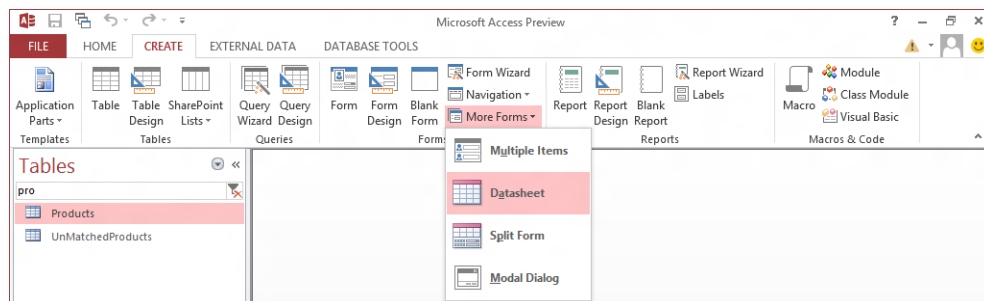 Microsoft Access Preview
?
FILE HOME CREATE EXTERNAL DATA DATABASE TOOLS
Application Parts
Table
Table Design
SharePoint Lists
Query Wizard
Query Design
Form
Form Design
Blank Form
Form Wizard
Navigation
More Forms
Report
Report Design
Blank Report
Report Wizard
Labels
Macro
Module
Class Module
Visual Basic
Templates Tables Queries Forms Reports Macros & Code
Tables
pro
Products
UnMatchedProducts
Multiple Items
Datasheet
Split Form
Modal Dialog